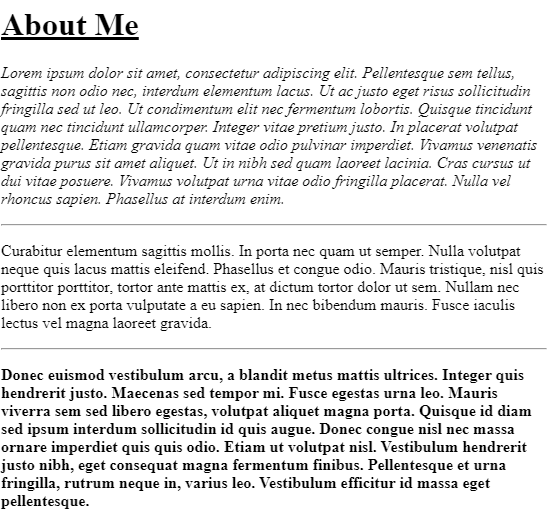 About Me
Lorem ipsum dolor sit amet, consectetur adipiscing elit. Pellentesque sem tellus,
sagittis non odio nec, interdum elementum lacus. Ut ac justo eget risus sollicitudin
fringilla sed ut leo. Ut condimentum elit nec fermentum lobortis. Quisque tincidunt
quam nec tincidunt ullamcorper. Integer vitae pretium justo. In placerat volutpat
pellentesque. Etiam gravida quam vitae odio pulvinar imperdiet. Vivamus venenatis
gravida purus sit amet aliquet. Ut in nibh sed quam laoreet lacinia. Cras cursus ut
dui vitae posuere. Vivamus volutpat urna vitae odio fringilla placerat. Nulla vel
rhoncus sapien. Phasellus at interdum enim.
Curabitur elementum sagittis mollis. In porta nec quam ut semper. Nulla volutpat
neque quis lacus mattis eleifend. Phasellus et congue odio. Mauris tristique, nisl quis
porttitor porttitor, tortor ante mattis ex, at dictum tortor dolor ut sem. Nullam nec
libero non ex porta vulputate a eu sapien. In nec bibendum mauris. Fusce iaculis
lectus vel magna laoreet gravida.
Donec euismod vestibulum arcu, a blandit metus mattis ultrices. Integer quis
hendrerit justo. Maecenas sed tempor mi. Fusce egestas urna leo. Mauris
viverra sem sed libero egestas, volutpat aliquet magna porta. Quisque id diam
sed ipsum interdum sollicitudin id quis augue. Donec congue nisl nec massa
ornare imperdiet quis quis odio. Etiam ut volutpat nisl. Vestibulum hendrerit
justo nibh, eget consequat magna fermentum finibus. Pellentesque et urna
fringilla, rutrum neque in, varius leo. Vestibulum efficitur id massa eget
pellentesque.